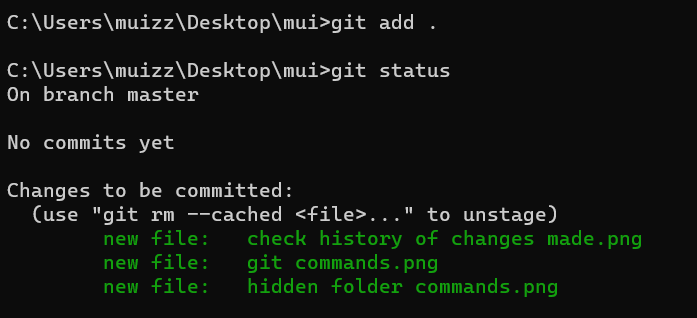 C:\Users\muizz\Desktop\mui>git add .
C:\Users\muizz\Desktop\mui>git status
On branch master
No commits yet
Changes to be committed:
  (use "git rm --cached <file>..." to unstage)
        new file:   check history of changes made.png
        new file:   git commands.png
        new file:   hidden folder commands.png